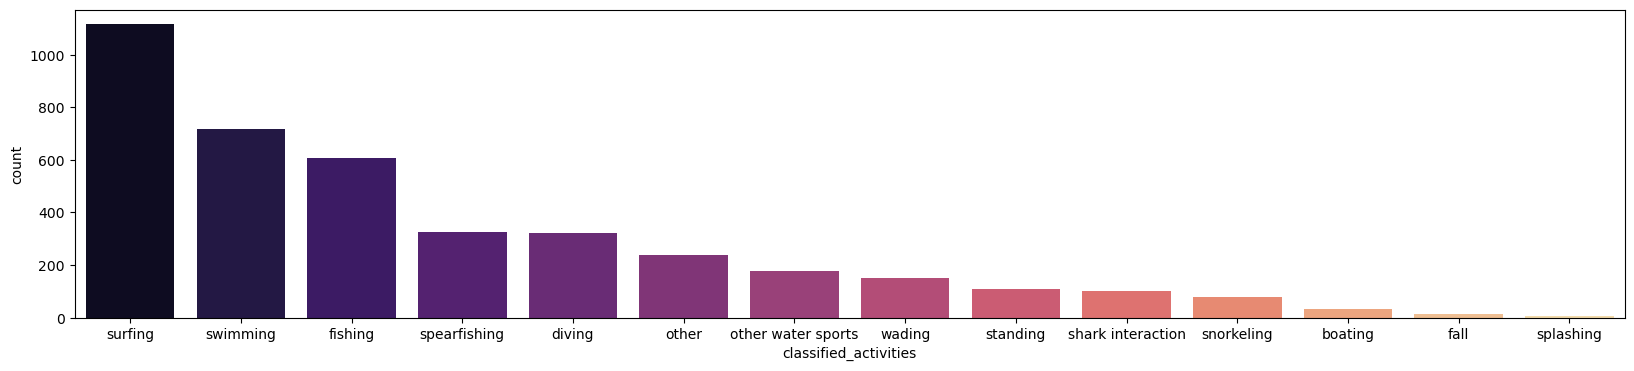 1000
800
600
400
200
0
count
surfing swimming fishing spearfishing diving other other water sports wading standing shark interaction snorkeling boating fall splashing
classified_activities